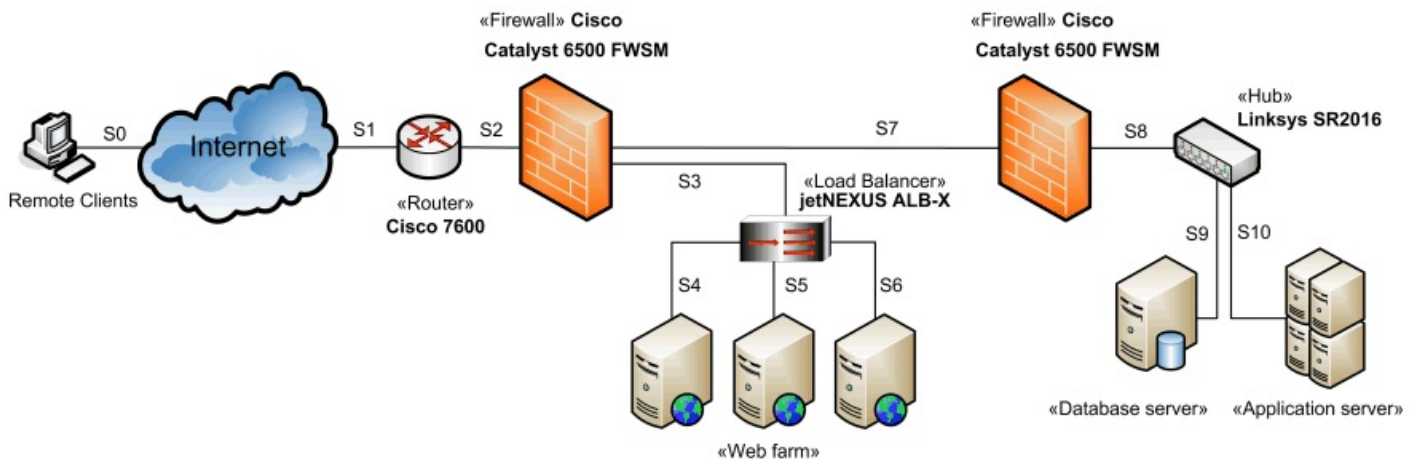 «Firewall» Cisco
Catalyst 6500 FWSM
«Firewall» Cisco
Catalyst 6500 FWSM
«Hub»
Linksys SR2016
S0
Internet
S1
S2
S7
S8
Remote Clients
«Router»
Cisco 7600
S3
«Load Balancer»
jetNEXUS ALB-X
S4
S5
S6
S9
S10
«Web farm»
«Database server»
«Application server»